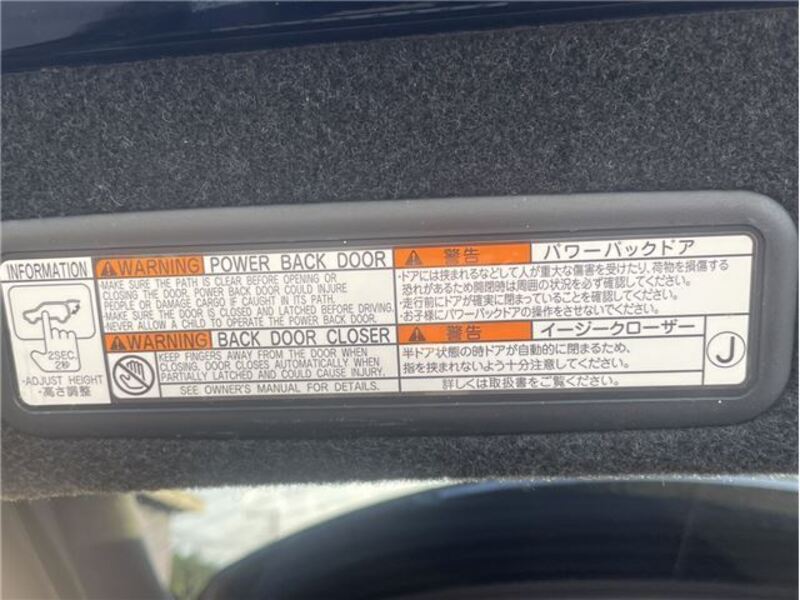 INFORMATION
2SEC.
2秒
-ADJUST HEIGHT
-高さ調整
WARNING POWER BACK DOOR
-MAKE SURE THE PATH IS CLEAR BEFORE OPENING OR
CLOSING THE DOOR. POWER BACK DOOR COULD INJURE
PEOPLE OR DAMAGE CARGO IF CAUGHT IN ITS PATH.
-MAKE SURE THE DOOR IS CLOSED AND LATCHED BEFORE DRIVING.
-NEVER ALLOW A CHILD TO OPERATE THE POWER BACK DOOR.
WARNING BACK DOOR CLOSER
KEEP FINGERS AWAY FROM THE DOOR WHEN
CLOSING. DOOR CLOSES AUTOMATICALLY WHEN
PARTIALLY LATCHED AND COULD CAUSE INJURY.
SEE OWNER'S MANUAL FOR DETAILS.
警告 パワーバックドア
・ドアには挟まれるなどして人が重大な傷害を受けたり、荷物を損傷する
恐れがあるため開閉時は周囲の状況を必ず確認してください。
・走行前にドアが確実に閉まっていることを確認してください。
・お子様にパワーバックドアの操作をさせないでください。
警告 イージークローザー
半ドア状態の時ドアが自動的に閉まるため、
指を挟まれないよう十分注意してください。
詳しくは取扱書をご覧ください。
J